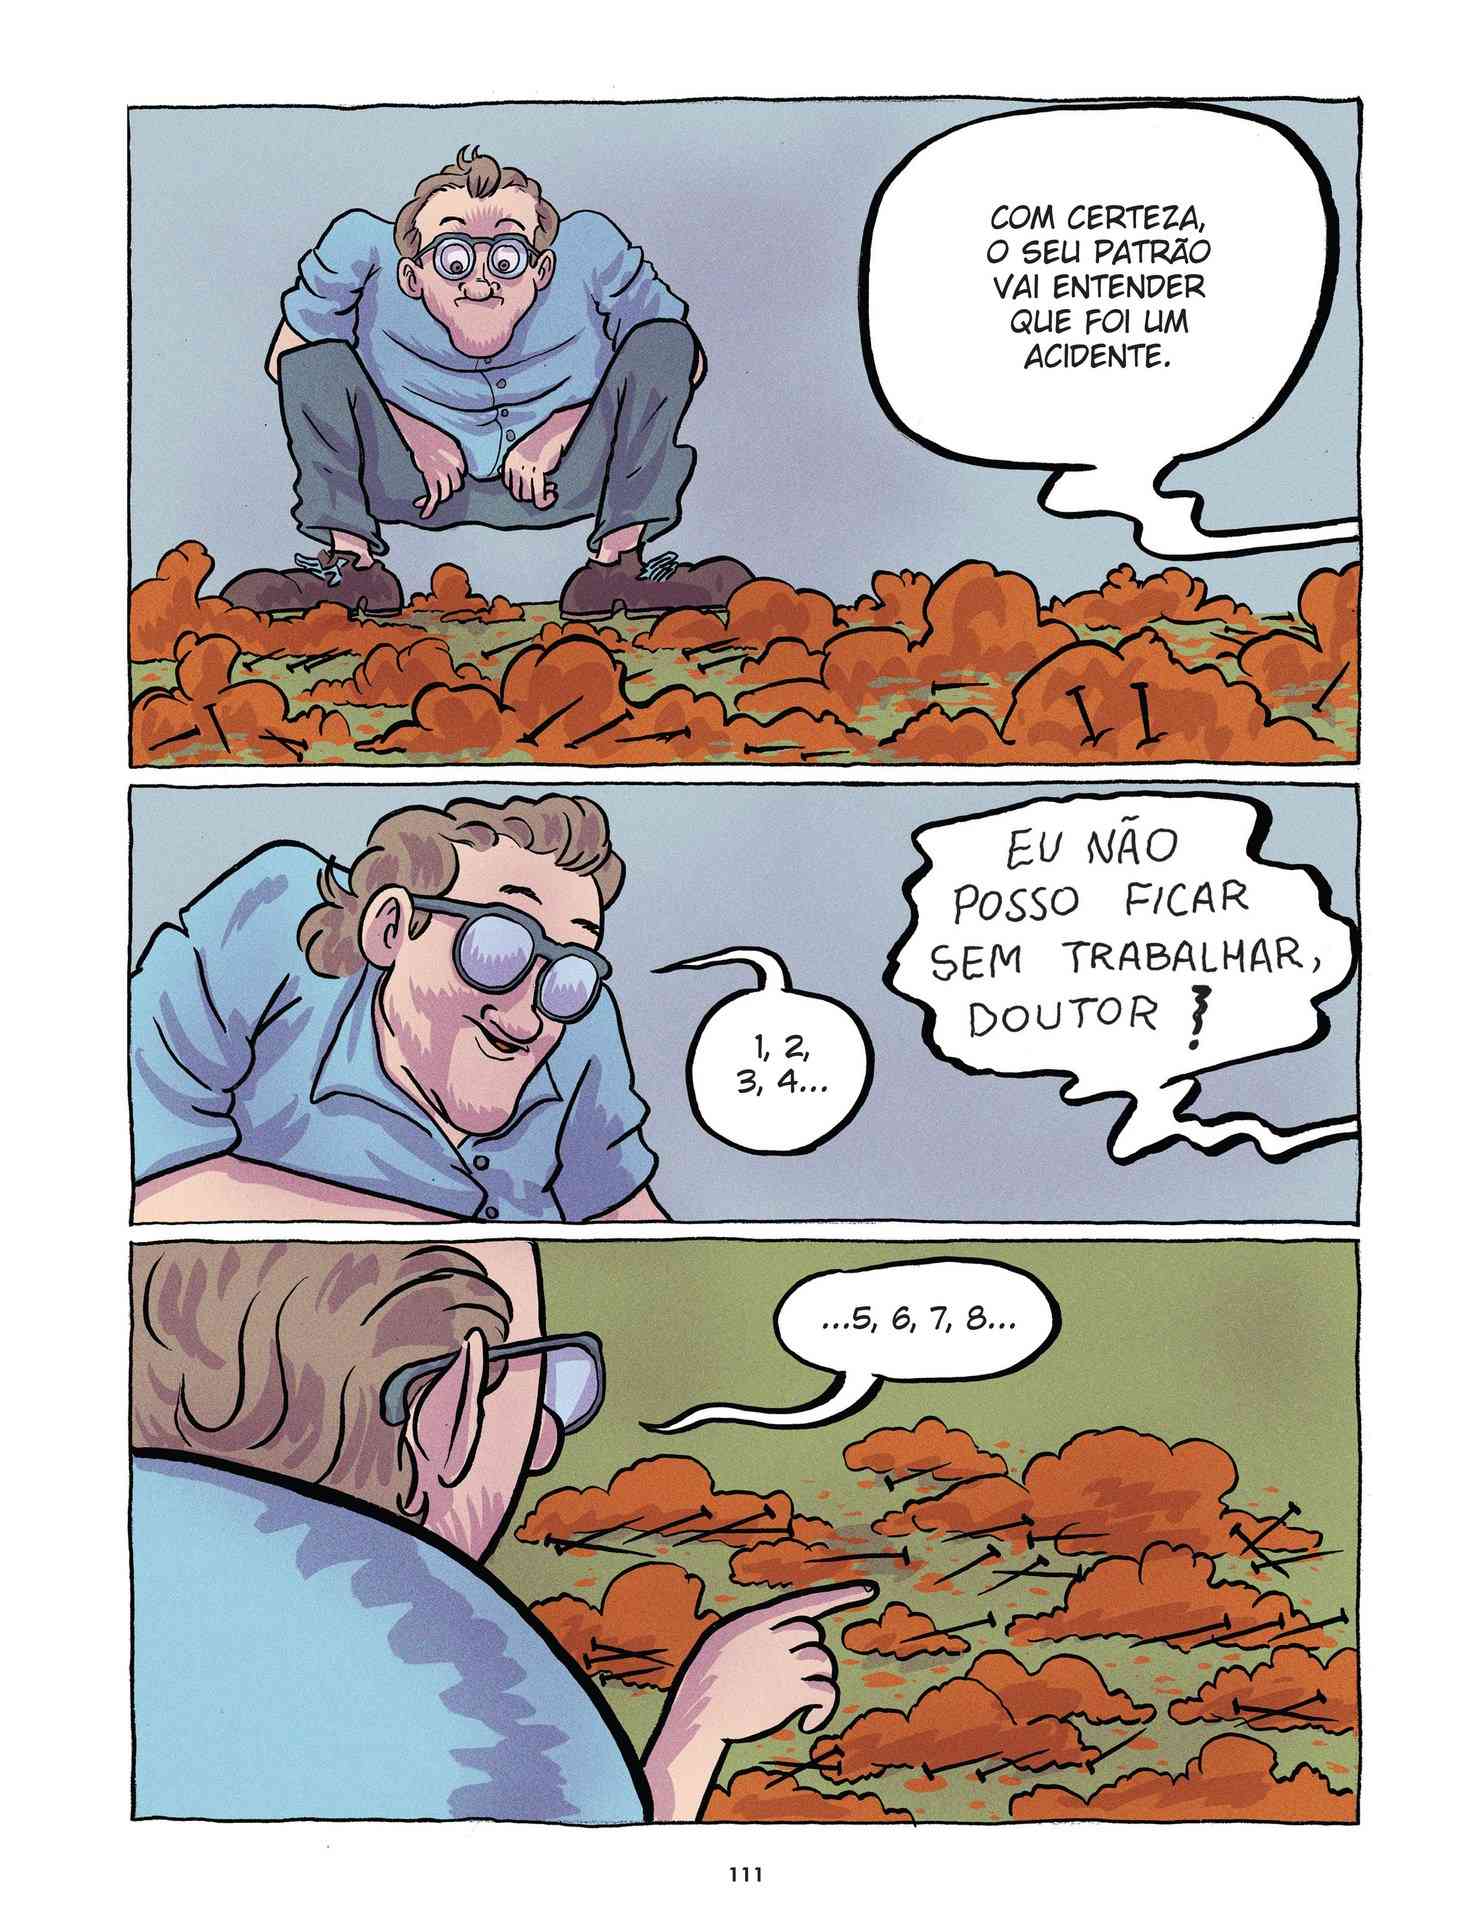 COM CERTEZA,
O SEU PATRÃO
VAI ENTENDER
QUE FOI UM
ACIDENTE.
EU NÃO
POSSO FICAR
SEM TRABALHAR,
DOUTOR!
1, 2,
3, 4...
...5, 6, 7, 8...
111